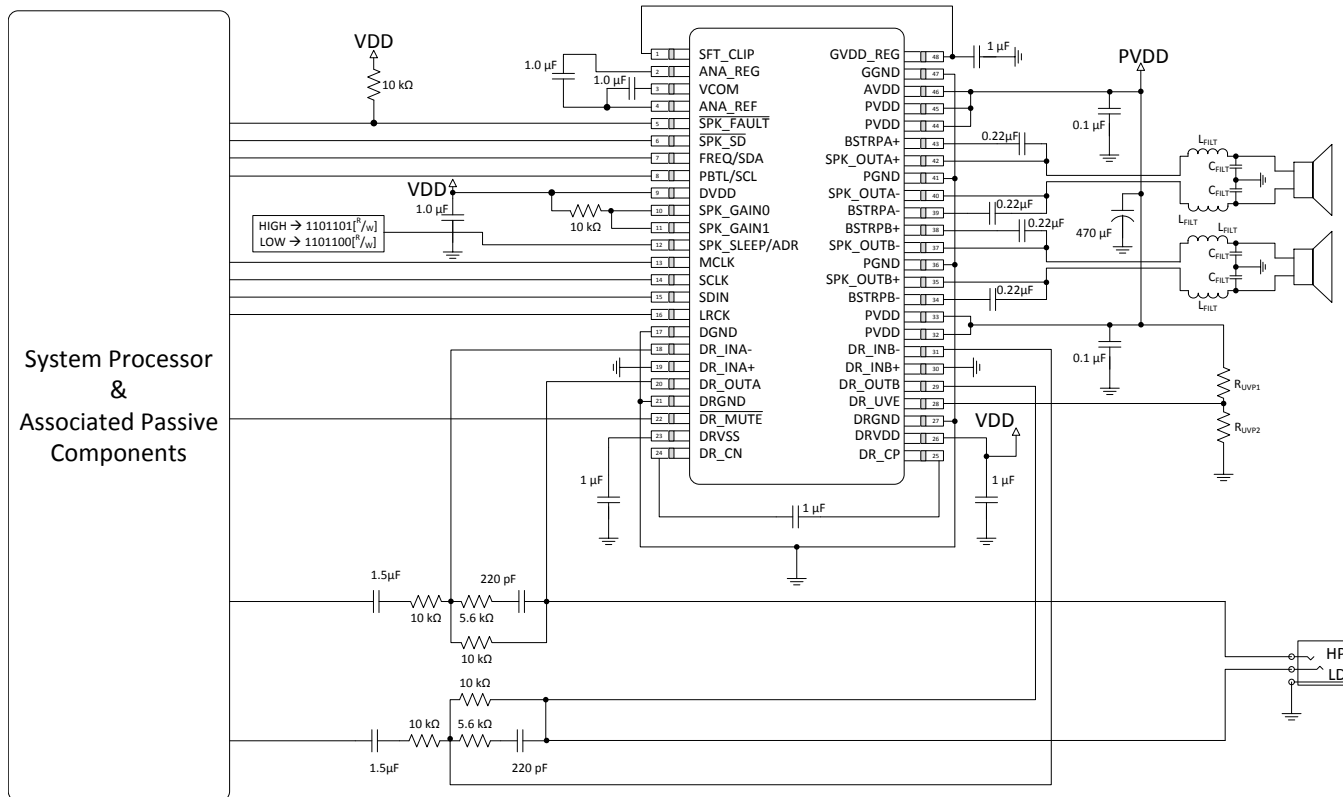 System Processor
&
Associated Passive
Components
VDD
10 kΩ
1.0 µF
1.0 µF
VDD
1.0 µF
10 kΩ
HIGH → 1101101[R/W]
LOW → 1101100[R/W]
1 SFT_CLIP
2 ANA_REG
3 VCOM
4 ANA_REF
5 SPK_FAULT
6 SPK_SD
7 FREQ/SDA
8 PBTL/SCL
9 DVDD
10 SPK_GAIN0
11 SPK_GAIN1
12 SPK_SLEEP/ADR
13 MCLK
14 SCLK
15 SDIN
16 LRCK
17 DGND
18 DR_INA-
19 DR_INA+
20 DR_OUTA
21 DRGND
22 DR_MUTE
23 DRVSS
24 DR_CN
GVDD_REG 48
GGND 47
AVDD 46
PVDD 45
PVDD 44
BSTRPA+ 43
SPK_OUTA+ 42
PGND 41
SPK_OUTA- 40
BSTRPA- 39
BSTRPB+ 38
SPK_OUTB- 37
PGND 36
SPK_OUTB+ 35
BSTRPB- 34
PVDD 33
PVDD 32
DR_INB- 31
DR_INB+ 30
DR_OUTB 29
DR_UVE 28
DRGND 27
DRVDD 26
DR_CP 25
1 µF
PVDD
0.1 µF
0.22µF
0.22µF
0.22µF
0.22µF
470 µF
LFILT
CFILT
CFILT
LFILT
LFILT
CFILT
CFILT
LFILT
0.1 µF
RUVP1
RUVP2
VDD
1 µF
1 µF
1 µF
1.5µF
10 kΩ
220 pF
5.6 kΩ
10 kΩ
10 kΩ
10 kΩ
5.6 kΩ
1.5µF
220 pF
HP
LD